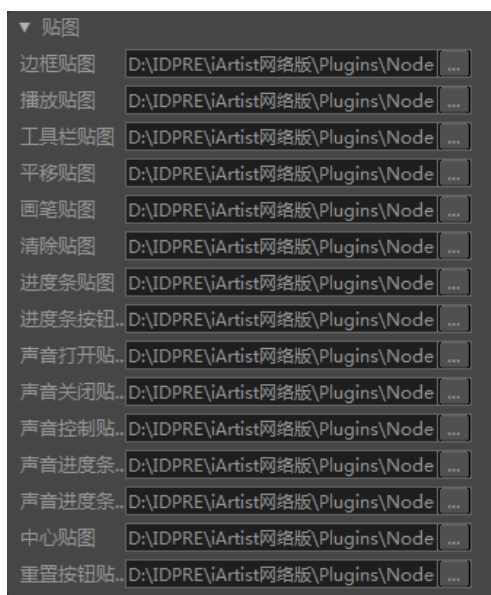 ▼ 贴图
边框贴图 D:\IDPRE\iArtist网络版\Plugins\Node ...
播放贴图 D:\IDPRE\iArtist网络版\Plugins\Node ...
工具栏贴图 D:\IDPRE\iArtist网络版\Plugins\Node ...
平移贴图 D:\IDPRE\iArtist网络版\Plugins\Node ...
画笔贴图 D:\IDPRE\iArtist网络版\Plugins\Node ...
清除贴图 D:\IDPRE\iArtist网络版\Plugins\Node ...
进度条贴图 D:\IDPRE\iArtist网络版\Plugins\Node ...
进度条按钮.. D:\IDPRE\iArtist网络版\Plugins\Node ...
声音打开贴.. D:\IDPRE\iArtist网络版\Plugins\Node ...
声音关闭贴.. D:\IDPRE\iArtist网络版\Plugins\Node ...
声音控制贴.. D:\IDPRE\iArtist网络版\Plugins\Node ...
声音进度条.. D:\IDPRE\iArtist网络版\Plugins\Node ...
声音进度条.. D:\IDPRE\iArtist网络版\Plugins\Node ...
中心贴图 D:\IDPRE\iArtist网络版\Plugins\Node ...
重置按钮贴.. D:\IDPRE\iArtist网络版\Plugins\Node ...